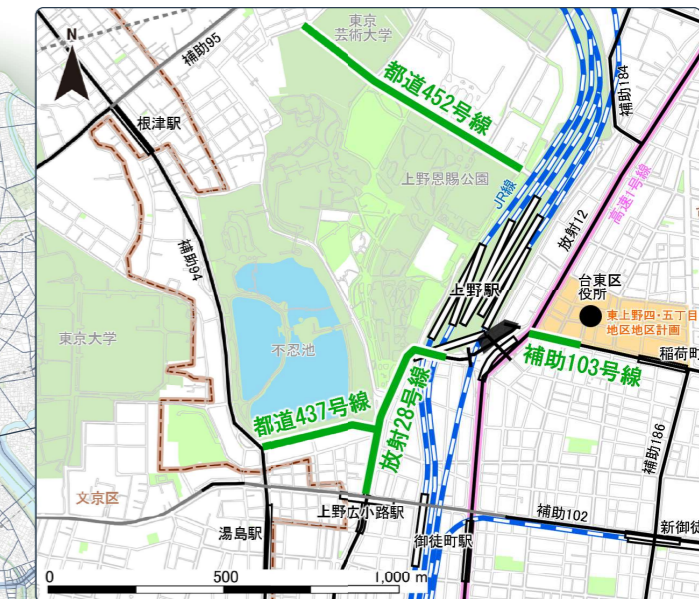 N
東京
芸術大学
補助95
都道452号線
補助184
根津駅
上野恩賜公園
JR線
高速1号線
放射12
補助94
上野駅
台東区
役所
東上野四・五丁目
地区地区計画
東京大学
不忍池
稲荷町
補助103号線
都道437号線
放射28号線
補助186
文京区
上野広小路駅
補助102
湯島駅
御徒町駅
新御徒
0 500 1,000 m